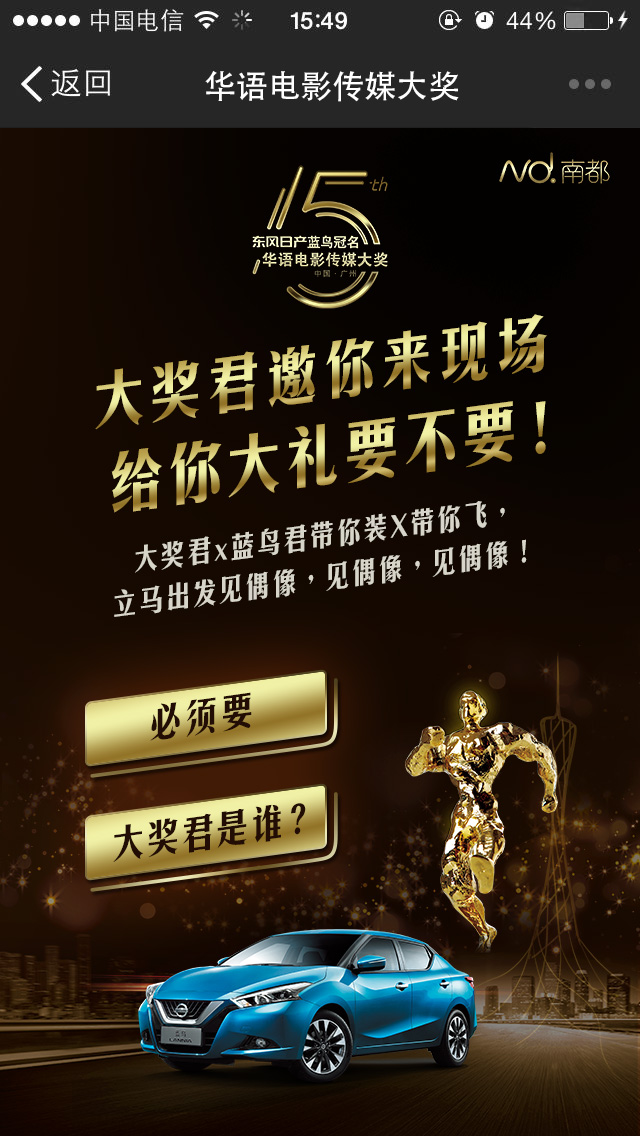 中国电信 15:49 44%
返回 华语电影传媒大奖
Nd.南都
15th
东风日产蓝鸟冠名
华语电影传媒大奖
中国·广州
大奖君邀你来现场
给你大礼要不要！
大奖君x蓝鸟君带你装X带你飞，
立马出发见偶像，见偶像，见偶像！
必须要
大奖君是谁？
蓝鸟
LANNIA